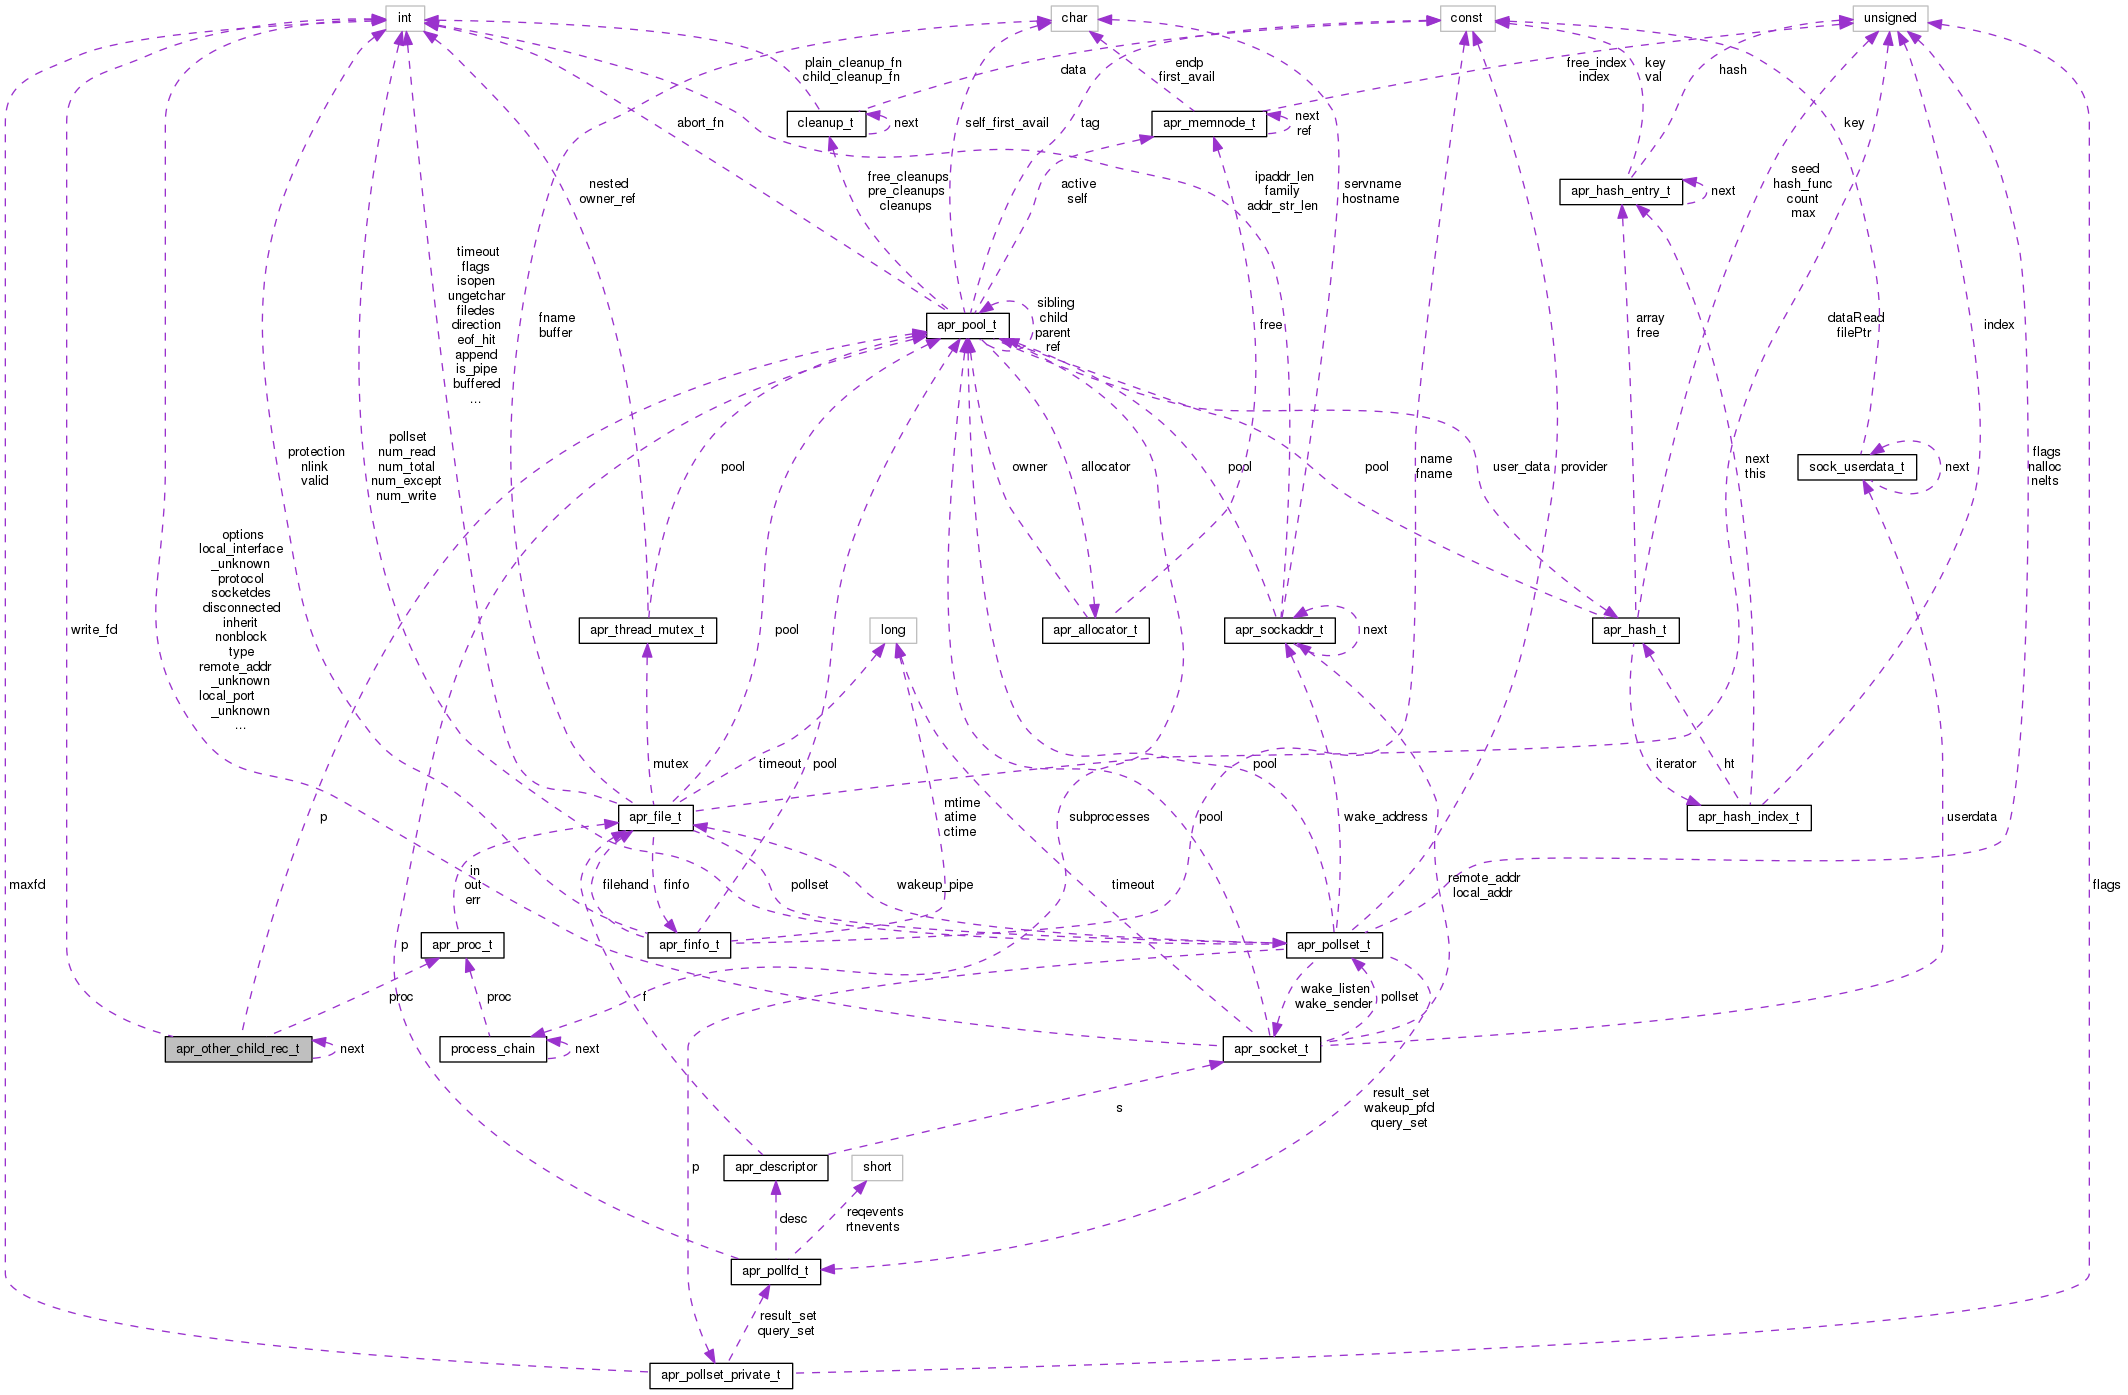 int
char
const
unsigned
plain_cleanup_fn
child_cleanup_fn
data
endp
first_avail
free_index
index
key
val
hash
abort_fn
cleanup_t
next
self_first_avail
tag
apr_memnode_t
next
ref
key
free_cleanups
pre_cleanups
cleanups
active
self
ipaddr_len
family
addr_str_len
servname
hostname
apr_hash_entry_t
next
seed
hash_func
count
max
nested
owner_ref
timeout
flags
isopen
ungetchar
filedes
direction
eof_hit
append
is_pipe
buffered
...
fname
buffer
apr_pool_t
sibling
child
parent
ref
free
array
free
dataRead
filePtr
index
protection
nlink
valid
pollset
num_read
num_total
num_except
num_write
pool
owner
allocator
pool
pool
name
fname
user_data
provider
next
this
sock_userdata_t
next
flags
nalloc
nelts
options
local_interface
_unknown
protocol
socketdes
disconnected
inherit
nonblock
type
remote_addr
_unknown
local_port
_unknown
...
write_fd
apr_thread_mutex_t
pool
long
apr_allocator_t
apr_sockaddr_t
next
apr_hash_t
mutex
timeout
pool
pool
iterator
ht
p
apr_file_t
mtime
atime
ctime
subprocesses
pool
wake_address
apr_hash_index_t
userdata
maxfd
in
out
err
filehand
finfo
pollset
wakeup_pipe
timeout
remote_addr
local_addr
flags
p
apr_proc_t
apr_finfo_t
apr_pollset_t
proc
proc
f
wake_listen
wake_sender
pollset
apr_other_child_rec_t
next
process_chain
next
apr_socket_t
s
result_set
wakeup_pfd
query_set
p
apr_descriptor
short
desc
reqevents
rtnevents
apr_pollfd_t
result_set
query_set
apr_pollset_private_t